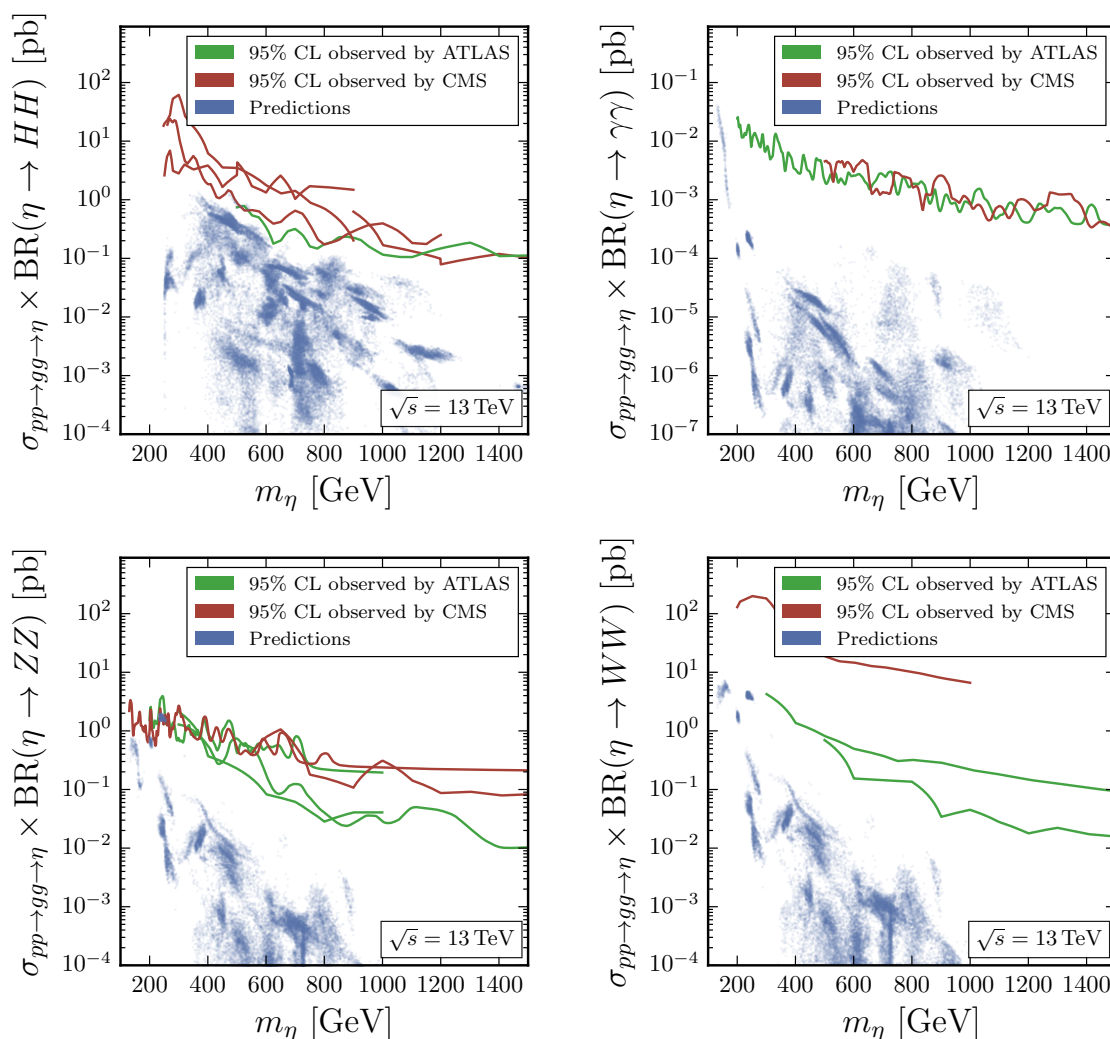 σ_{pp→gg→η} × BR(η → HH) [pb]
10^2
10^1
10^0
10^{-1}
10^{-2}
10^{-3}
10^{-4}
95% CL observed by ATLAS
95% CL observed by CMS
Predictions
√s = 13 TeV
200 400 600 800 1000 1200 1400
m_η [GeV]
σ_{pp→gg→η} × BR(η → γγ) [pb]
10^{-1}
10^{-2}
10^{-3}
10^{-4}
10^{-5}
10^{-6}
10^{-7}
95% CL observed by ATLAS
95% CL observed by CMS
Predictions
√s = 13 TeV
200 400 600 800 1000 1200 1400
m_η [GeV]
σ_{pp→gg→η} × BR(η → ZZ) [pb]
10^2
10^1
10^0
10^{-1}
10^{-2}
10^{-3}
10^{-4}
95% CL observed by ATLAS
95% CL observed by CMS
Predictions
√s = 13 TeV
200 400 600 800 1000 1200 1400
m_η [GeV]
σ_{pp→gg→η} × BR(η → WW) [pb]
10^2
10^1
10^0
10^{-1}
10^{-2}
10^{-3}
10^{-4}
95% CL observed by ATLAS
95% CL observed by CMS
Predictions
√s = 13 TeV
200 400 600 800 1000 1200 1400
m_η [GeV]